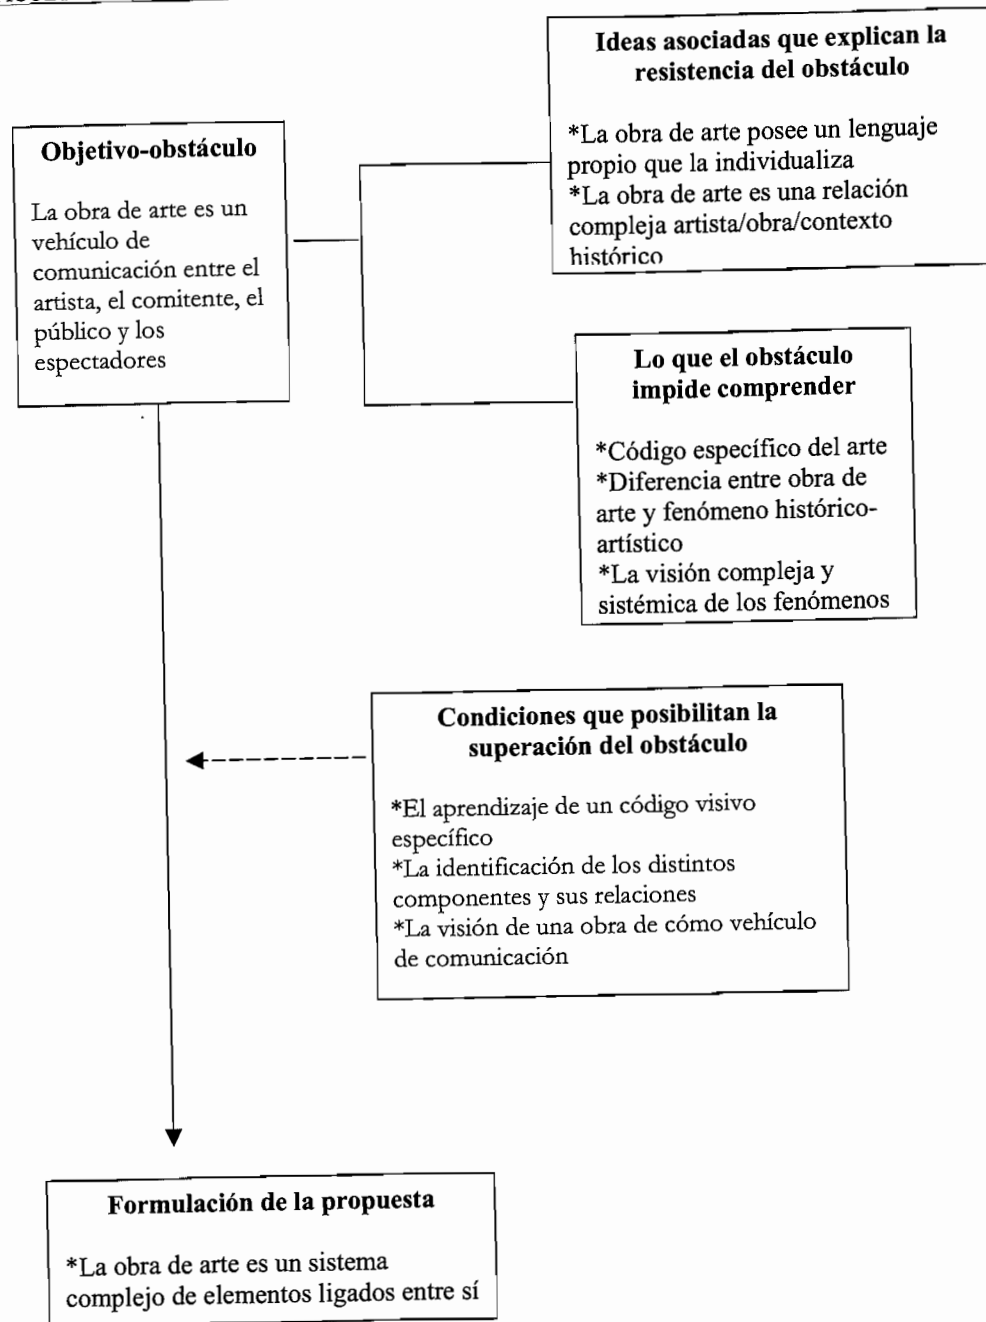 Ideas asociadas que explican la
resistencia del obstáculo
*La obra de arte posee un lenguaje
propio que la individualiza
*La obra de arte es una relación
compleja artista/obra/contexto
histórico
Objetivo-obstáculo
La obra de arte es un
vehículo de
comunicación entre el
artista, el comitente, el
público y los
espectadores
Lo que el obstáculo
impide comprender
*Código específico del arte
*Diferencia entre obra de
arte y fenómeno histórico-
artístico
*La visión compleja y
sistémica de los fenómenos
Condiciones que posibilitan la
superación del obstáculo
*El aprendizaje de un código visivo
específico
*La identificación de los distintos
componentes y sus relaciones
*La visión de una obra de cómo vehículo
de comunicación
Formulación de la propuesta
*La obra de arte es un sistema
complejo de elementos ligados entre sí